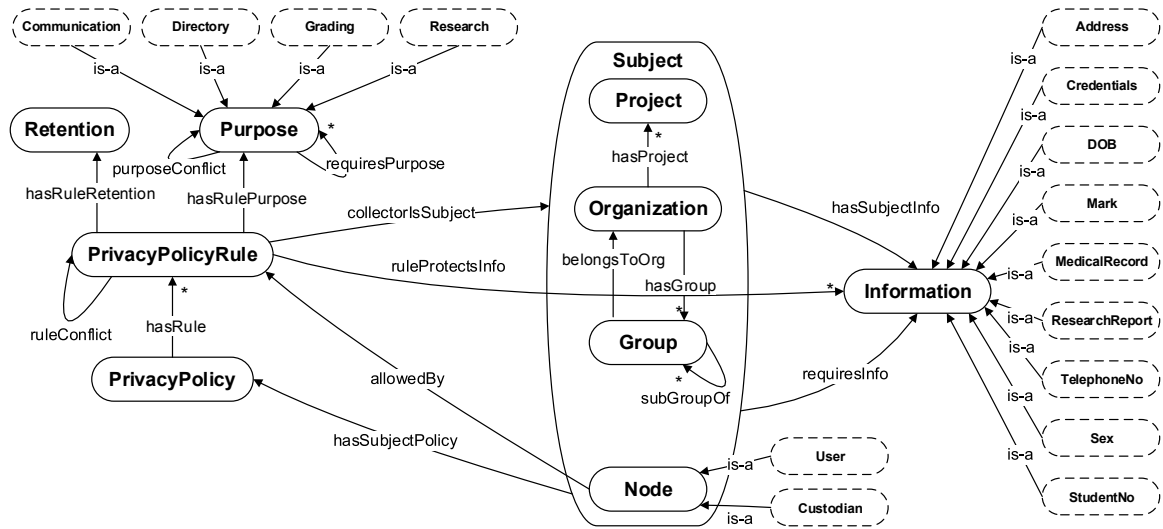 Communication
Directory
Grading
Research
is-a
is-a
is-a
is-a
Retention
Purpose
*
purposeConflict
requiresPurpose
hasRuleRetention
hasRulePurpose
collectorIsSubject
PrivacyPolicyRule
ruleProtectsInfo
*
ruleConflict
hasRule
PrivacyPolicy
allowedBy
hasSubjectPolicy
Subject
Project
*
hasProject
Organization
belongsToOrg
hasGroup
*
Group
*
subGroupOf
Node
is-a
User
Custodian
is-a
hasSubjectInfo
*
Information
requiresInfo
Address
is-a
Credentials
is-a
DOB
is-a
Mark
is-a
MedicalRecord
is-a
ResearchReport
is-a
TelephoneNo
is-a
Sex
is-a
StudentNo
is-a